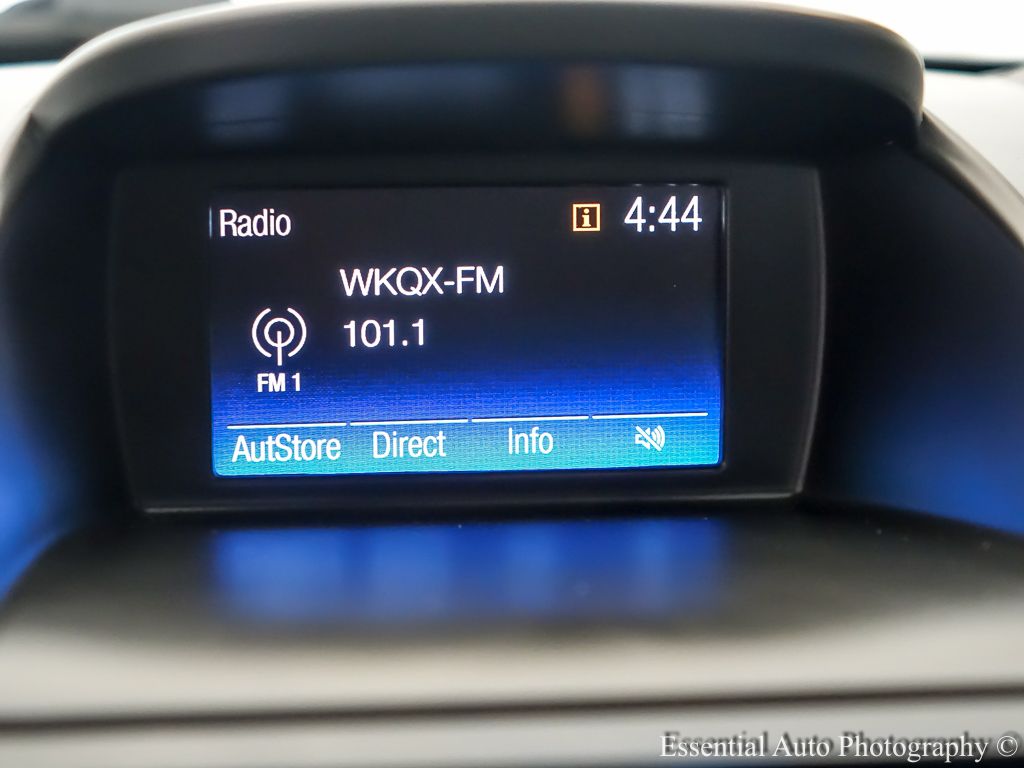 Radio i 4:44
WKQX-FM
101.1
FM 1
AutStore Direct Info
Essential Auto Photography ©